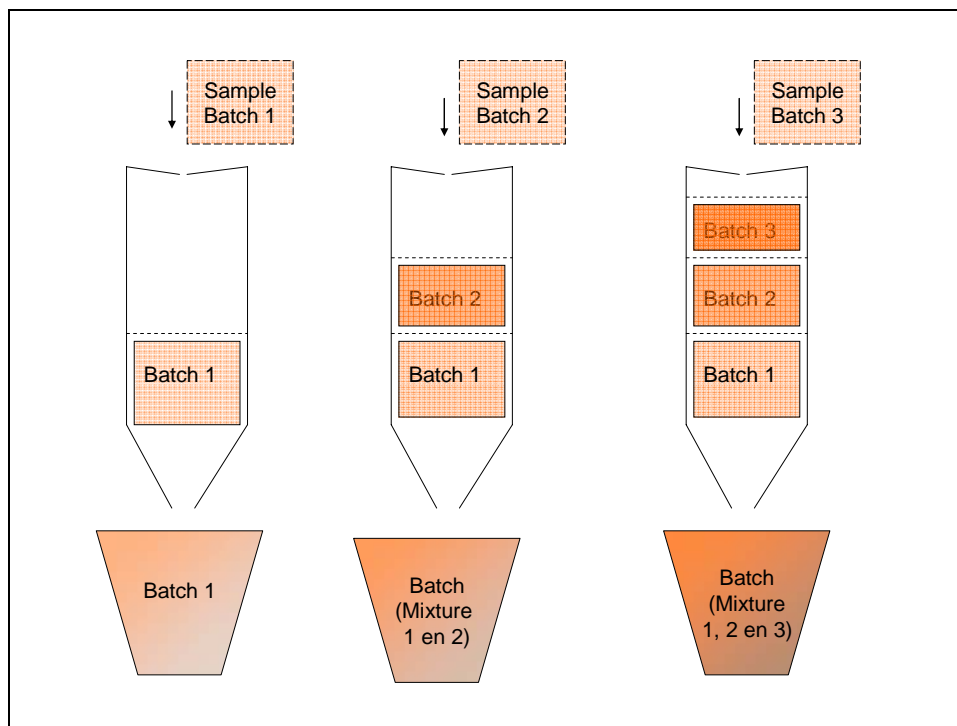 Sample
Batch 1
Sample
Batch 2
Sample
Batch 3
Batch 3
Batch 2
Batch 2
Batch 1
Batch 1
Batch 1
Batch 1
Batch
(Mixture
1 en 2)
Batch
(Mixture
1, 2 en 3)